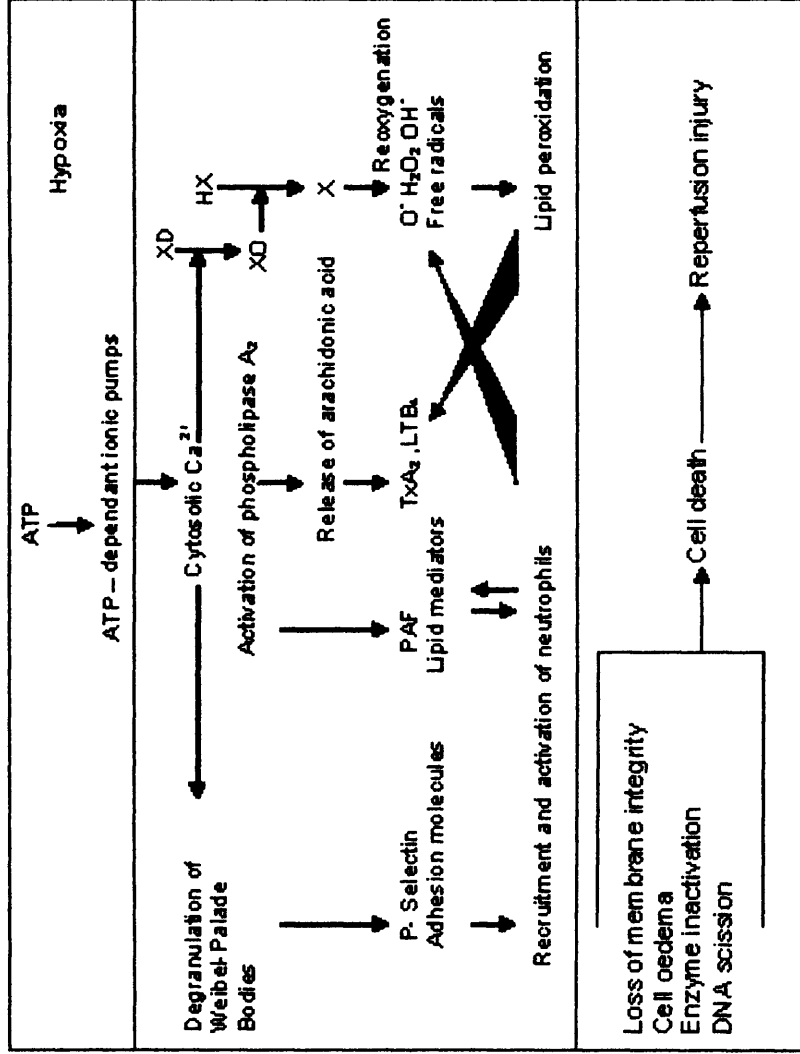 Hypoxia
ATP
ATP – dependant ionic pumps
Cytosolic Ca²⁺
XD
HX
XO
X
Degranulation of
Weibel-Palade
Bodies
Activation of phospholipase A₂
Release of arachidonic acid
Reoxygenation
P- Selectin
Adhesion molecules
PAF
Lipid mediators
TxA₂ ,LTB₄
O⁻ H₂O₂ OH⁻
Free radicals
Recruitment and activation of neutrophils
Lipid peroxidation
Loss of membrane integrity
Cell oedema
Enzyme inactivation
DNA scission
Cell death
Reperfusion injury